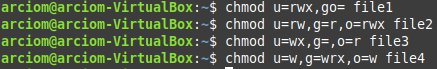 arciom@arciom-VirtualBox:~$ chmod u=rwx,go= file1
arciom@arciom-VirtualBox:~$ chmod u=rw,g=r,o=rwx file2
arciom@arciom-VirtualBox:~$ chmod u=wx,g=,o=r file3
arciom@arciom-VirtualBox:~$ chmod u=w,g=wrx,o=w file4